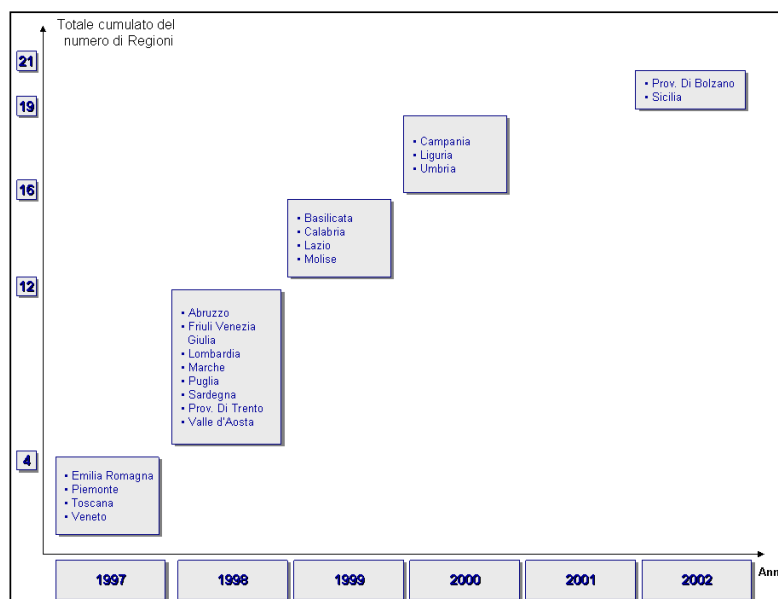 Totale cumulato del
numero di Regioni
21
19
16
12
4
▪ Prov. Di Bolzano
▪ Sicilia
▪ Campania
▪ Liguria
▪ Umbria
▪ Basilicata
▪ Calabria
▪ Lazio
▪ Molise
▪ Abruzzo
▪ Friuli Venezia
Giulia
▪ Lombardia
▪ Marche
▪ Puglia
▪ Sardegna
▪ Prov. Di Trento
▪ Valle d'Aosta
▪ Emilia Romagna
▪ Piemonte
▪ Toscana
▪ Veneto
1997
1998
1999
2000
2001
2002
Ann